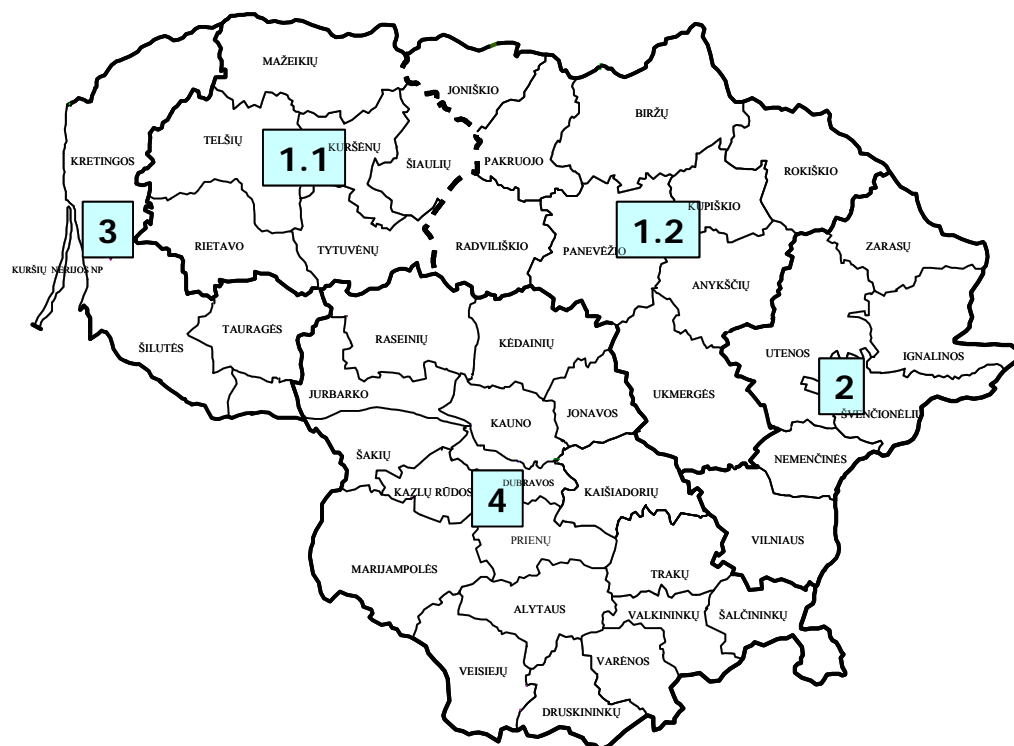 MAŽEIKIŲ
JONIŠKIO
BIRŽŲ
TELŠIŲ
KURŠĖNŲ
1.1
ŠIAULIŲ
PAKRUOJO
KRETINGOS
ROKIŠKIO
KUPIŠKIO
3
1.2
RIETAVO
TYTUVĖNŲ
RADVILIŠKIO
PANEVĖŽIO
ZARASŲ
KURŠIŲ NERIJOS NP
ANYKŠČIŲ
TAURAGĖS
RASEINIŲ
KĖDAINIŲ
ŠILUTĖS
UTENOS
IGNALINOS
2
JURBARKO
UKMERGĖS
JONAVOS
KAUNO
ŠVENČIONĖLIŲ
ŠAKIŲ
NEMENČINĖS
DUBRAVOS
KAZLŲ RŪDOS
4
KAIŠIADORIŲ
PRIENŲ
VILNIAUS
MARIJAMPOLĖS
TRAKŲ
ALYTAUS
VALKININKŲ
ŠALČININKŲ
VEISIEJŲ
VARĖNOS
DRUSKININKŲ